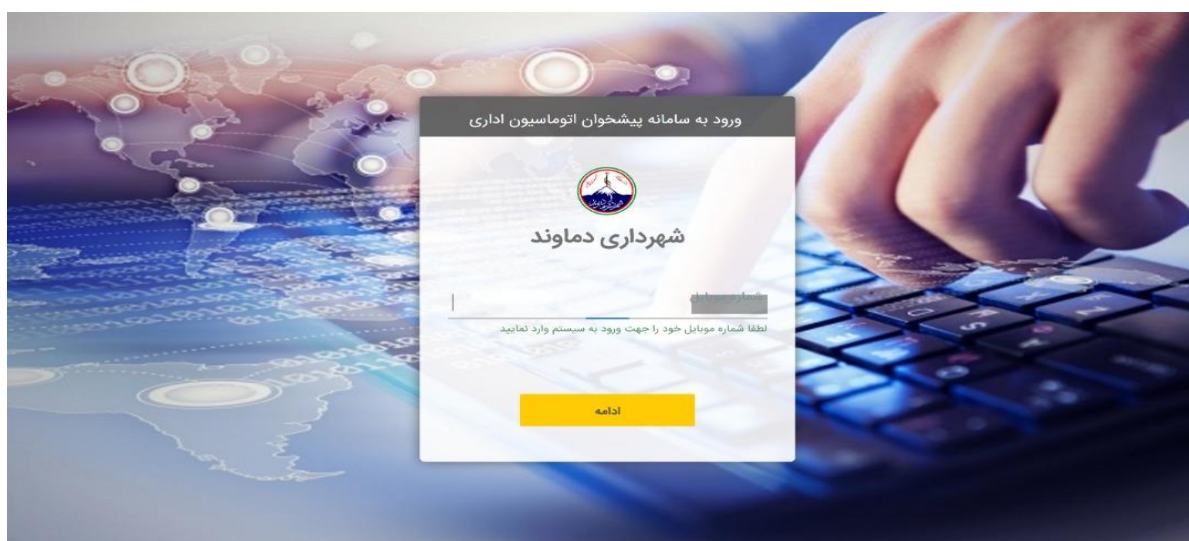 ورود به سامانه پیشخوان اتوماسیون اداری
شهرداری دماوند
شماره موبایل
لطفا شماره موبایل خود را جهت ورود به سیستم وارد نمایید
ادامه